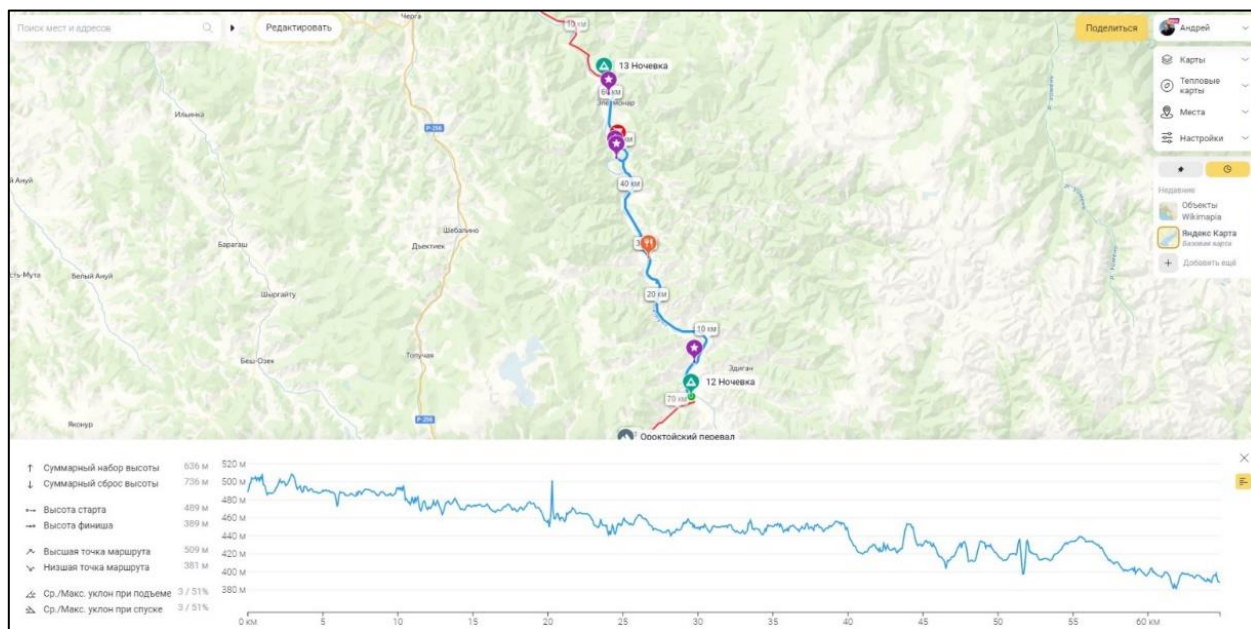 Поиск мест и адресов
Редактировать
Черга
10 км
Поделиться
Андрей
13 Ночевка
Карты
Тепловые карты
Места
Настройки
Ильинка
Р-256
40 км
Недавние
Объекты Wikimapia
Яндекс Карта
Базовая карта
Добавить ещё
Шебалино
Барагаш
Дъектиек
Белый Ануй
Шыргайту
20 км
10 км
Беш-Озек
Топучая
Эдиган
12 Ночевка
70 км
Р-256
Яконур
Ороктойский перевал
Суммарный набор высоты 636 м
Суммарный сброс высоты 736 м
Высота старта 489 м
Высота финиша 389 м
Высшая точка маршрута 509 м
Низшая точка маршрута 381 м
Ср./Макс. уклон при подъеме 3 / 51%
Ср./Макс. уклон при спуске 3 / 51%
520 м
500 м
480 м
460 м
440 м
420 м
400 м
380 м
0 км 5 10 15 20 25 30 35 40 45 50 55 60 км